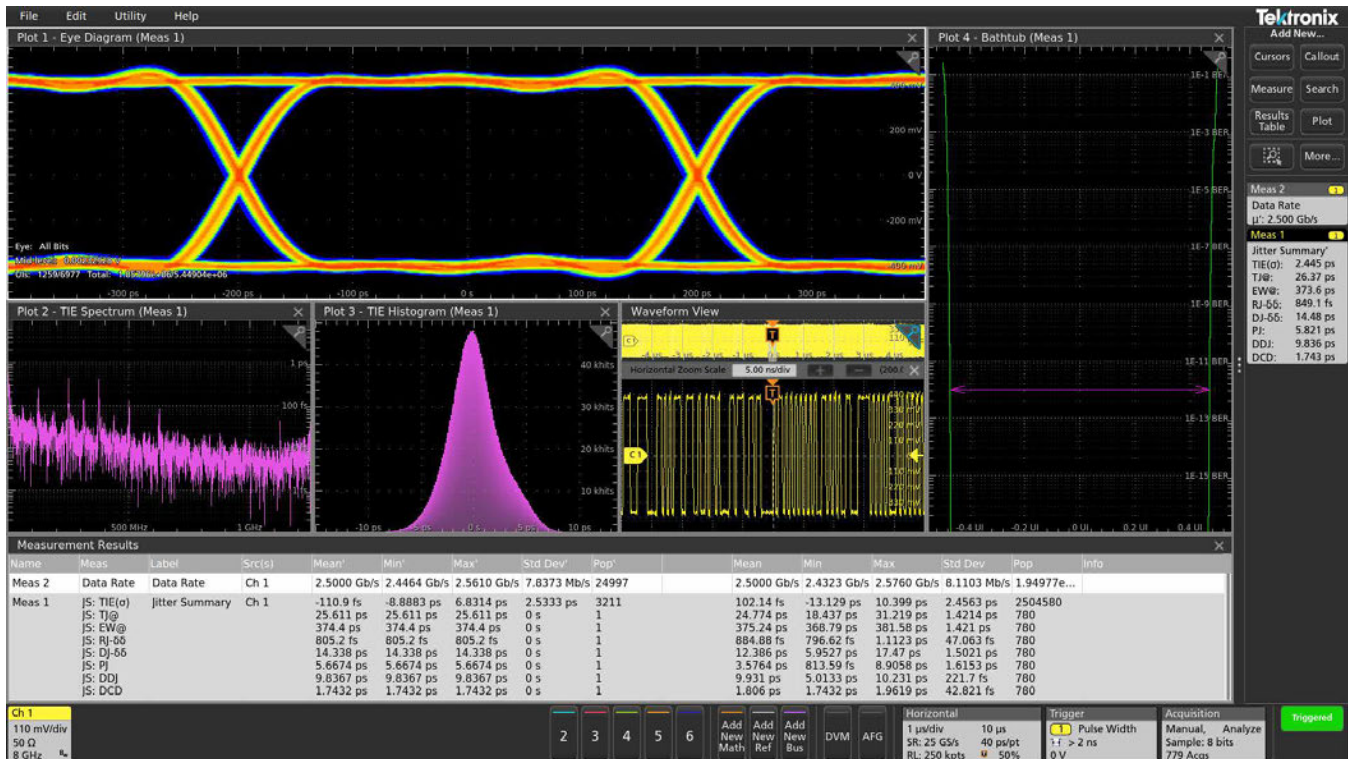 File Edit Utility Help
Tektronix
Add New...
Cursors Callout
Measure Search
Results Table Plot
More...
Meas 2 1
Data Rate
µ': 2.500 Gb/s
Meas 1 1
Jitter Summary'
TIE(σ): 2.445 ps
TJ@: 26.37 ps
EW@: 373.6 ps
RJ-δδ: 849.1 fs
DJ-δδ: 14.48 ps
PJ: 5.821 ps
DDJ: 9.836 ps
DCD: 1.743 ps
Plot 1 - Eye Diagram (Meas 1)
200 mV
0 V
-200 mV
Eye: All Bits
-300 ps -200 ps -100 ps 0 s 100 ps 200 ps 300 ps
Plot 4 - Bathtub (Meas 1)
1E-1 BER
1E-3 BER
1E-5 BER
1E-7 BER
1E-9 BER
1E-11 BER
1E-13 BER
1E-15 BER
-0.4 UI -0.2 UI 0 UI 0.2 UI 0.4 UI
Plot 2 - TIE Spectrum (Meas 1)
1 ps
100 fs
500 MHz 1 GHz
Plot 3 - TIE Histogram (Meas 1)
40 khits
30 khits
20 khits
10 khits
-10 ps -5 ps 0 s 5 ps 10 ps
Waveform View
C1
T
-4 µs -3 µs -2 µs -1 µs 0 s 1 µs 2 µs 3 µs 4 µs
Horizontal Zoom Scale 5.00 ns/div
T
C1
Measurement Results
Name Meas Label Src(s) Mean' Min' Max' Std Dev' Pop' Mean Min Max Std Dev Pop Info
Meas 2 Data Rate Data Rate Ch 1 2.5000 Gb/s 2.4464 Gb/s 2.5610 Gb/s 7.8373 Mb/s 24997 2.5000 Gb/s 2.4323 Gb/s 2.5760 Gb/s 8.1103 Mb/s 1.94977e...
Meas 1 JS: TIE(σ) Jitter Summary Ch 1 -110.9 fs -8.8883 ps 6.8314 ps 2.5333 ps 3211 102.14 fs -13.129 ps 10.399 ps 2.4563 ps 2504580
JS: TJ@ 25.611 ps 25.611 ps 25.611 ps 0 s 1 24.774 ps 18.437 ps 31.219 ps 1.4214 ps 780
JS: EW@ 374.4 ps 374.4 ps 374.4 ps 0 s 1 375.24 ps 368.79 ps 381.58 ps 1.421 ps 780
JS: RJ-δδ 805.2 fs 805.2 fs 805.2 fs 0 s 1 884.88 fs 796.62 fs 1.1123 ps 47.063 fs 780
JS: DJ-δδ 14.338 ps 14.338 ps 14.338 ps 0 s 1 12.386 ps 5.9527 ps 17.47 ps 1.5021 ps 780
JS: PJ 5.6674 ps 5.6674 ps 5.6674 ps 0 s 1 3.5764 ps 813.59 fs 8.9058 ps 1.6153 ps 780
JS: DDJ 9.8367 ps 9.8367 ps 9.8367 ps 0 s 1 9.931 ps 5.0133 ps 10.231 ps 221.7 fs 780
JS: DCD 1.7432 ps 1.7432 ps 1.7432 ps 0 s 1 1.806 ps 1.7432 ps 1.9619 ps 42.821 fs 780
Ch 1
110 mV/div
50 Ω
8 GHz
2 3 4 5 6
Add New Math
Add New Ref
Add New Bus
DVM AFG
Horizontal
1 µs/div 10 µs
SR: 25 GS/s 40 ps/pt
RL: 250 kpts 50%
Trigger
1 Pulse Width
> 2 ns
0 V
Acquisition
Manual, Analyze
Sample: 8 bits
779 Acqs
Triggered